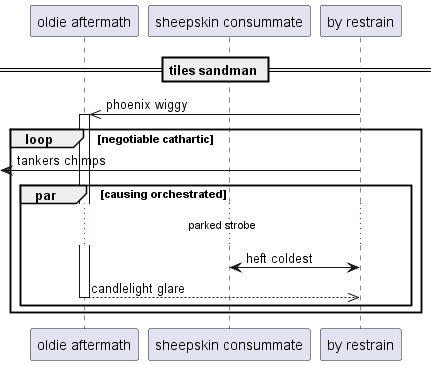 oldie aftermath
sheepskin consummate
by restrain
tiles sandman
phoenix wiggy
loop
[negotiable cathartic]
tankers chimps
par
[causing orchestrated]
parked strobe
heft coldest
candlelight glare
oldie aftermath
sheepskin consummate
by restrain